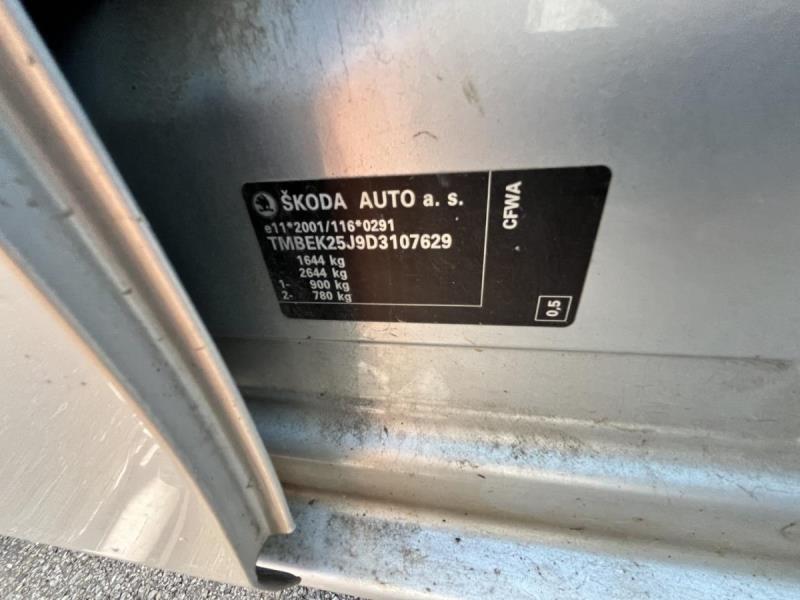 ŠKODA AUTO a. s.
e11*2001/116*0291
TMBEK25J9D3107629
1644 kg
2644 kg
1- 900 kg
2- 780 kg
CFWA
0,5